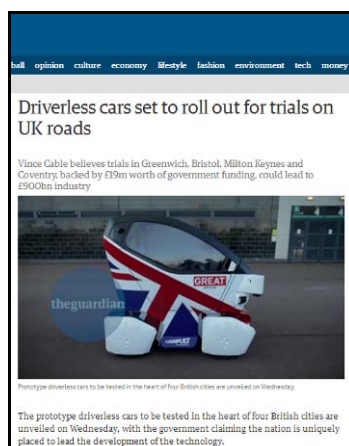 ball opinion culture economy lifestyle fashion environment tech money
Driverless cars set to roll out for trials on
UK roads
Vince Cable believes trials in Greenwich, Bristol, Milton Keynes and
Coventry, backed by £19m worth of government funding, could lead to
£900bn industry
GREAT
theguardian
CATAPULT
Prototype driverless cars to be tested in the heart of four British cities are unveiled on Wednesday.
The prototype driverless cars to be tested in the heart of four British cities are
unveiled on Wednesday, with the government claiming the nation is uniquely
placed to lead the development of the technology.